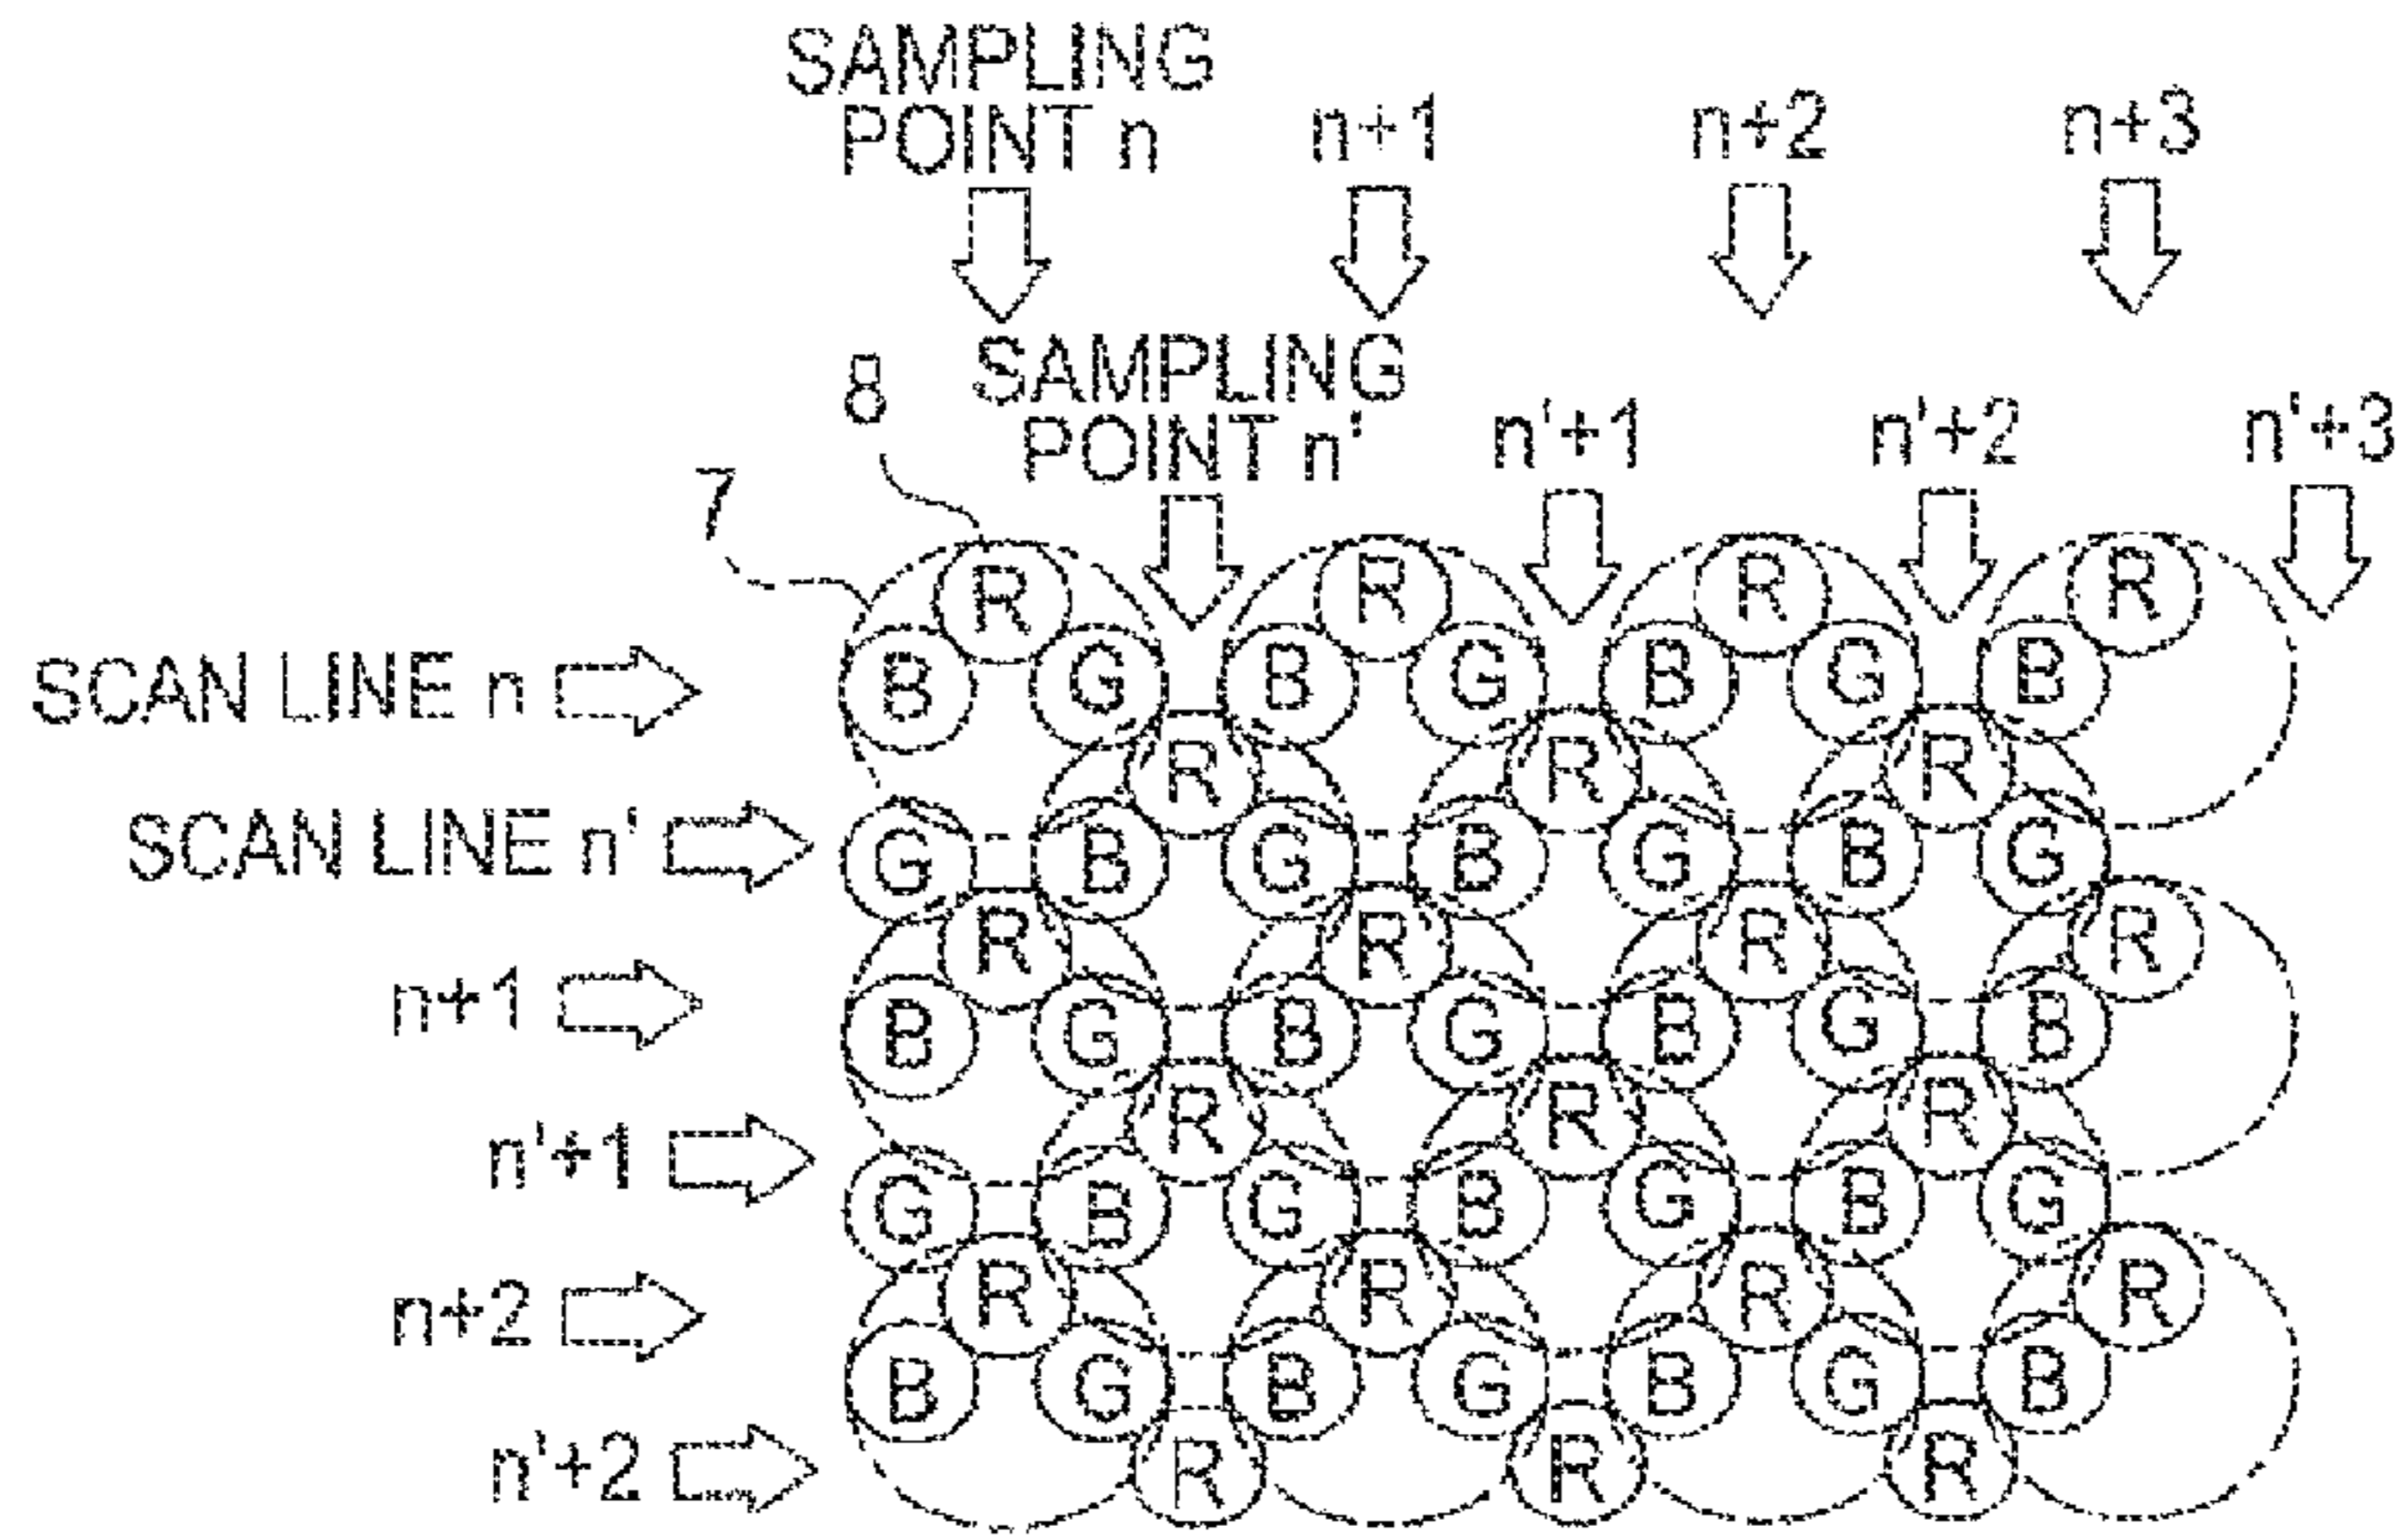 SAMPLING
POINT n
n+1
n+2
n+3
8
SAMPLING
POINT n'
n'+1
n'+2
n'+3
7
R R R R
SCAN LINE n
B G B G B G B
R R R
SCAN LINE n'
G B G B G B G
R R R R
n+1
B G B G B G B
R R R
n'+1
G B G B G B G
R R R R
n+2
B G B G B G B
n'+2
R R R